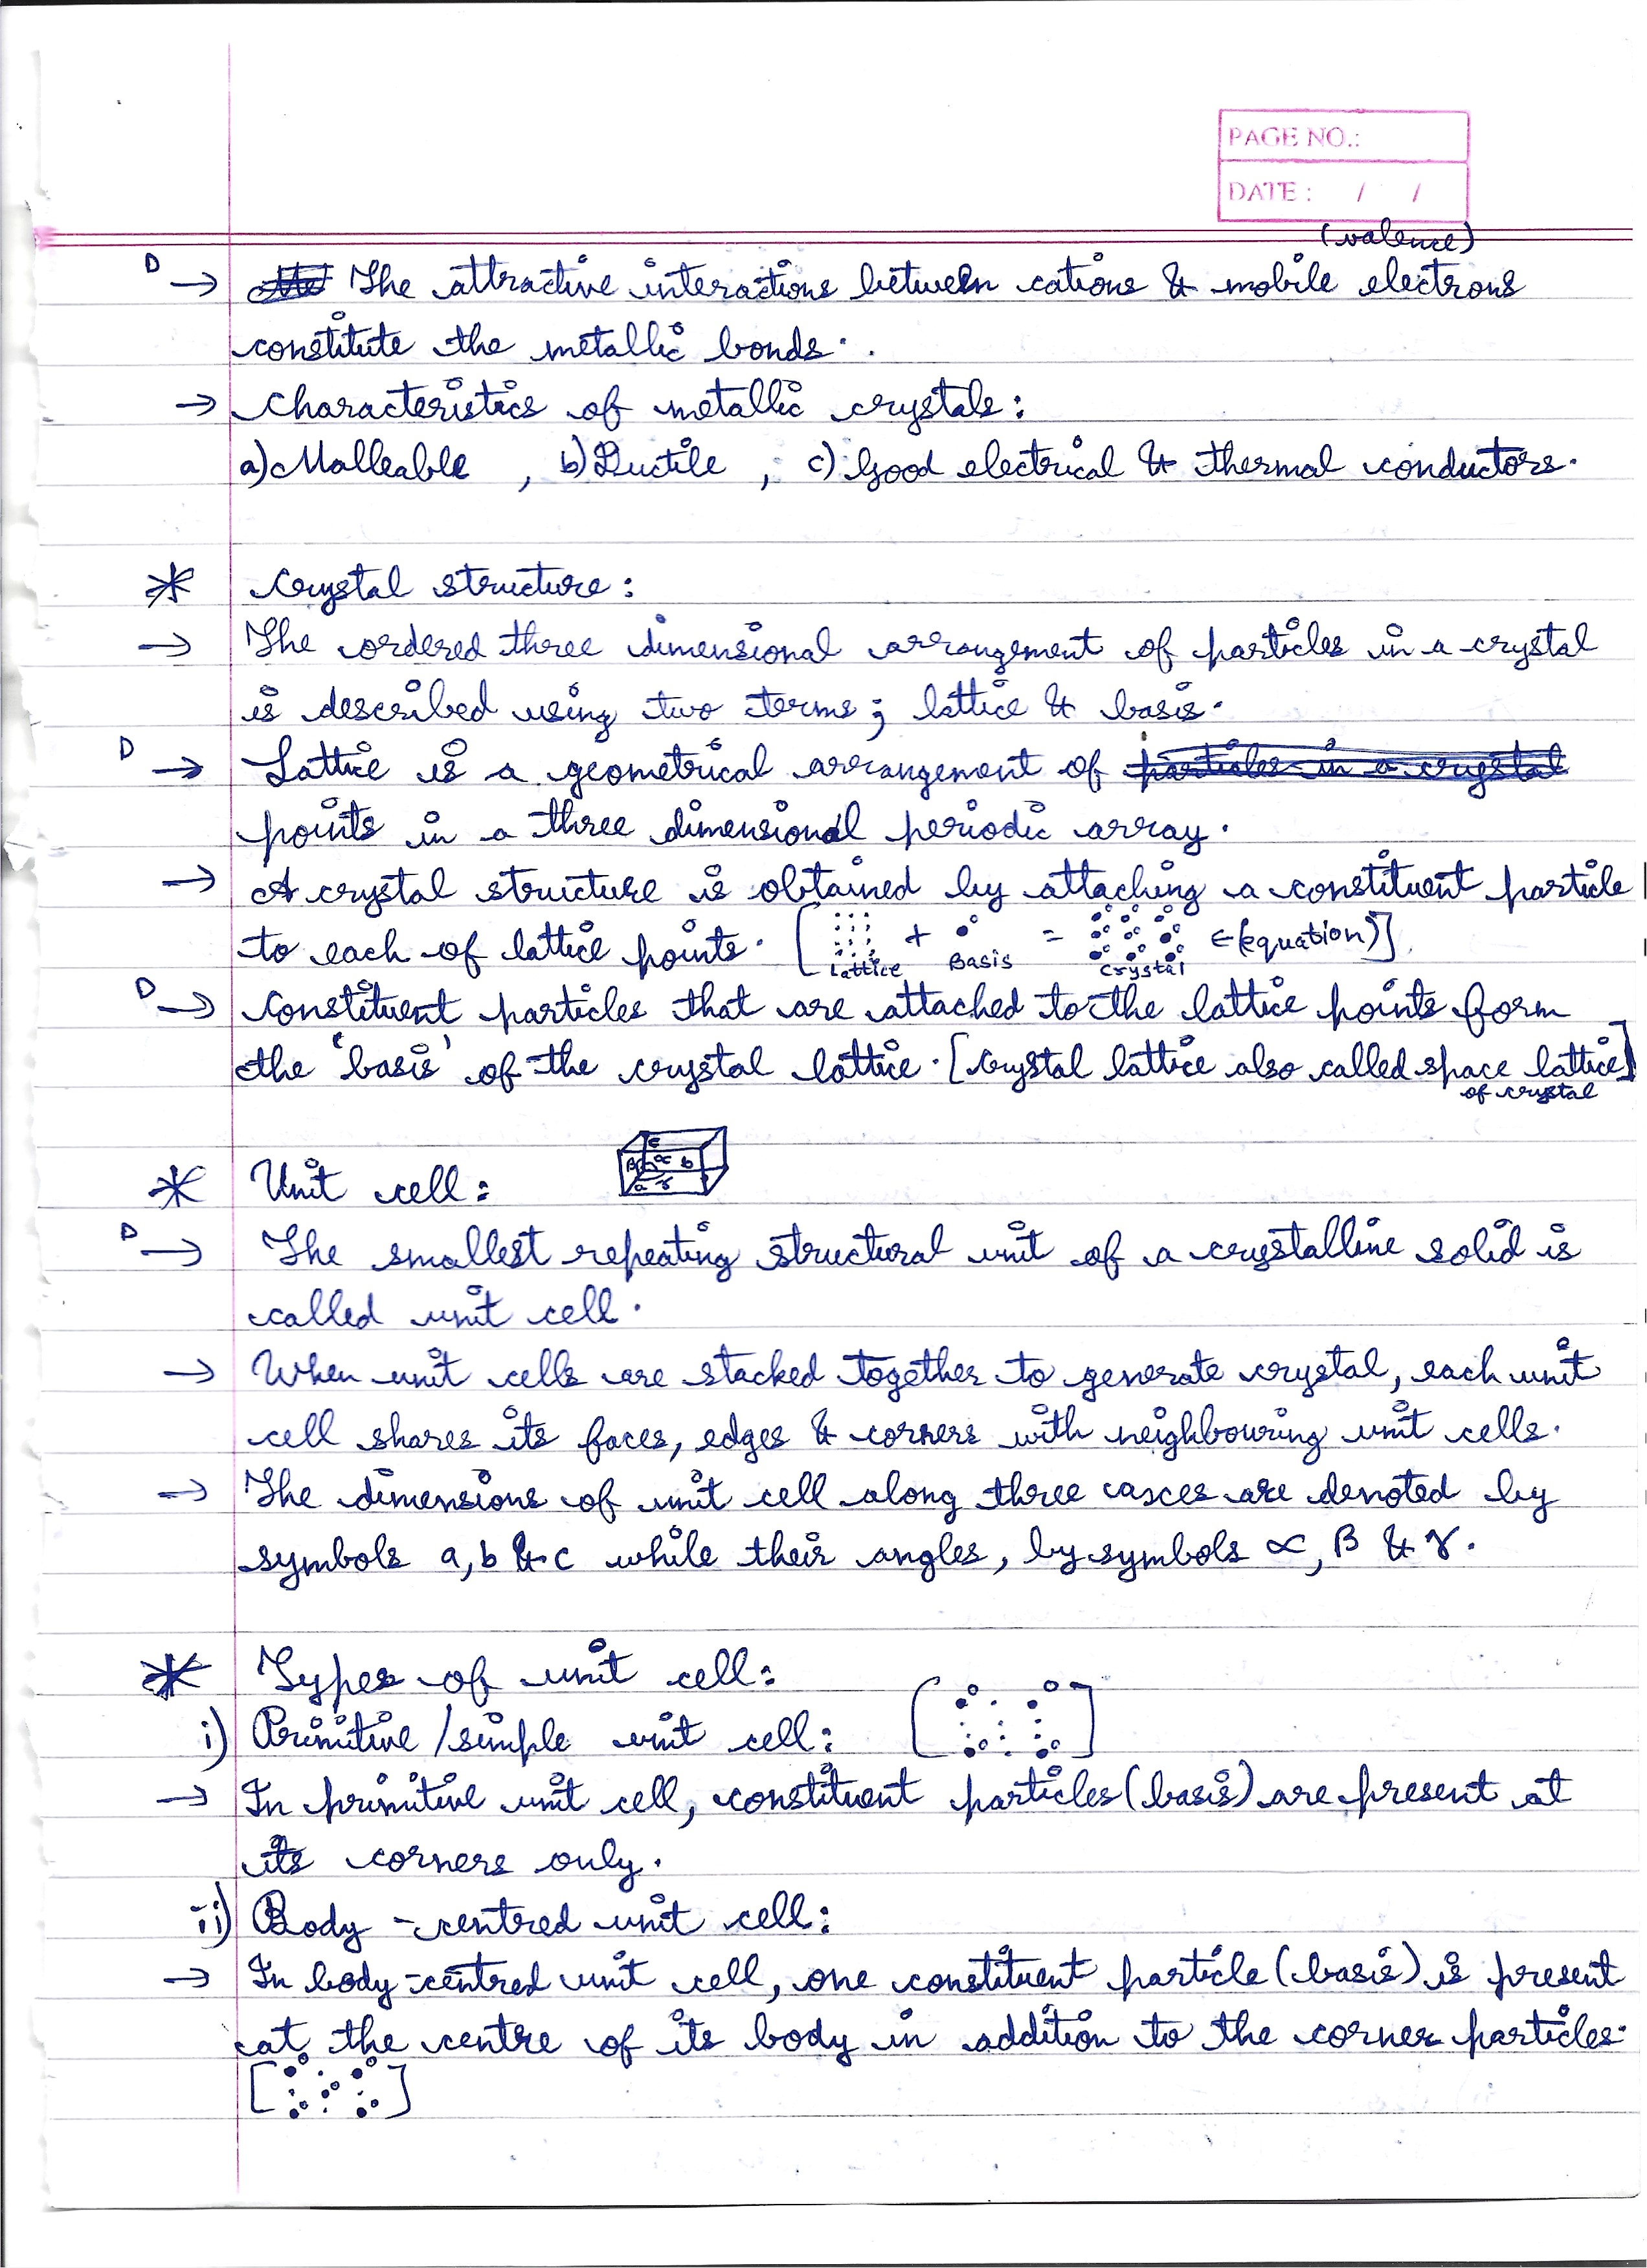 PAGE NO.:
DATE : / /
(valence)
D → The attractive interactions between cations & mobile electrons
constitute the metallic bonds.
→ Characteristics of metallic crystals:
a) Malleable , b) Ductile , c) Good electrical & thermal conductors.
* Crystal structure:
→ The ordered three dimensional arrangement of particles in a crystal
is described using two terms; lattice & basis.
D → Lattice is a geometrical arrangement of particles in a crystal
points in a three dimensional periodic array.
→ A crystal structure is obtained by attaching a constituent particle
to each of lattice points. [ + = ← (Equation)]
Lattice Basis Crystal
D → Constituent particles that are attached to the lattice points form
the 'basis' of the crystal lattice. [Crystal lattice also called space lattice]
of crystal
* Unit cell:
c
β α b
a γ
D → The smallest repeating structural unit of a crystalline solid is
called unit cell.
→ When unit cells are stacked together to generate crystal, each unit
cell shares its faces, edges & corners with neighbouring unit cells.
→ The dimensions of unit cell along three axces are denoted by
symbols a, b & c while their angles, by symbols α, β & γ.
* Types of unit cell:
i) Primitive / simple unit cell: [ ]
→ In primitive unit cell, constituent particles (basis) are present at
its corners only.
ii) Body-centred unit cell:
→ In body-centred unit cell, one constituent particle (basis) is present
at the centre of its body in addition to the corner particles.
[ ]